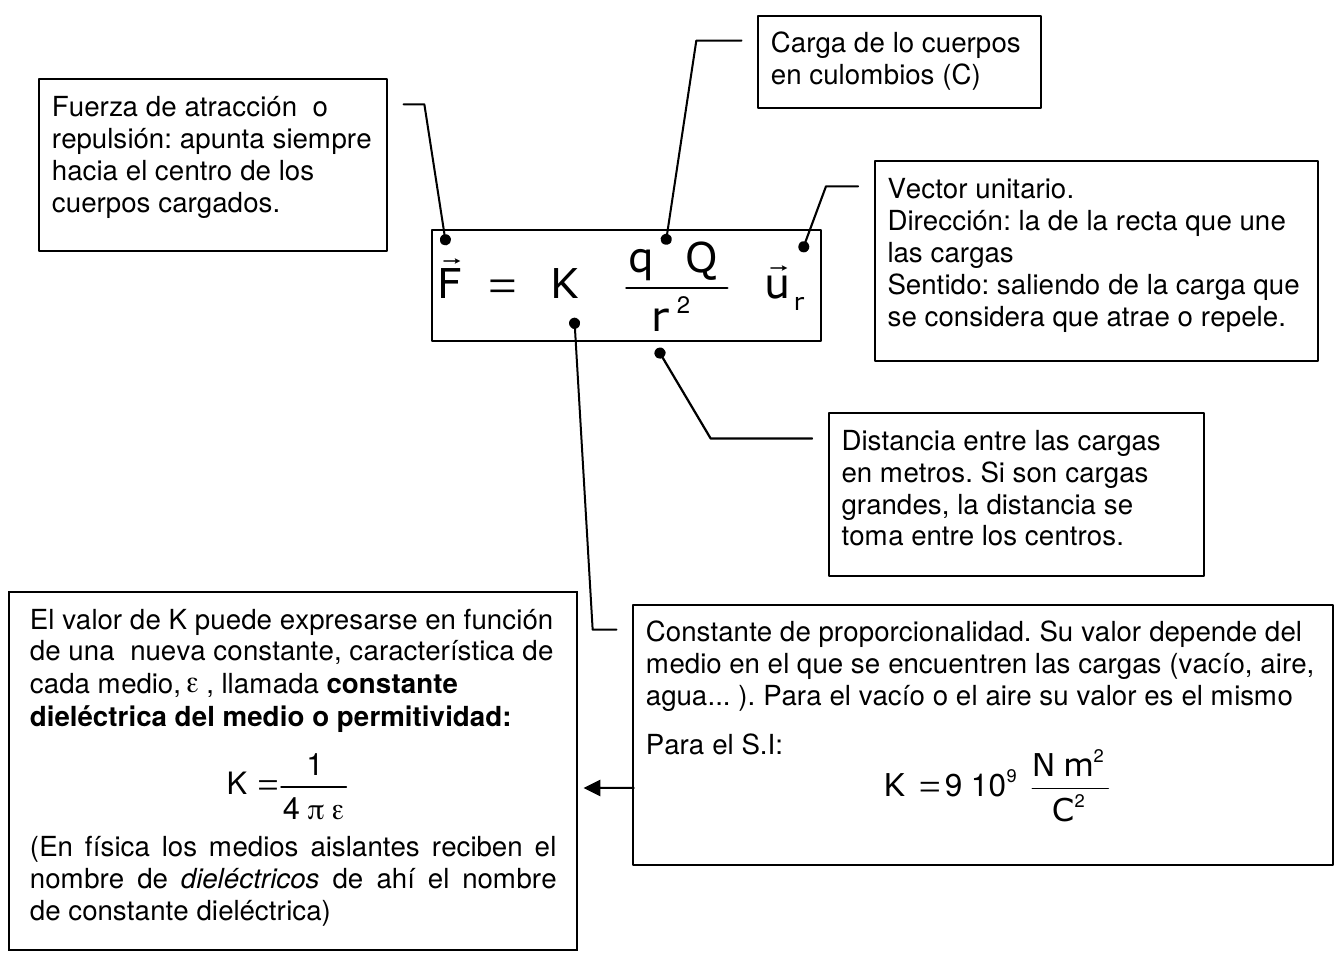 Carga de lo cuerpos
en culombios (C)
Fuerza de atracción o
repulsión: apunta siempre
hacia el centro de los
cuerpos cargados.
Vector unitario.
Dirección: la de la recta que une
las cargas
Sentido: saliendo de la carga que
se considera que atrae o repele.
F⃗ = K q Q / r² u⃗r
Distancia entre las cargas
en metros. Si son cargas
grandes, la distancia se
toma entre los centros.
El valor de K puede expresarse en función
de una nueva constante, característica de
cada medio, ε , llamada constante
dieléctrica del medio o permitividad:
K = 1 / 4 π ε
(En física los medios aislantes reciben el
nombre de dieléctricos de ahí el nombre
de constante dieléctrica)
Constante de proporcionalidad. Su valor depende del
medio en el que se encuentren las cargas (vacío, aire,
agua... ). Para el vacío o el aire su valor es el mismo
Para el S.I:
K = 9 10⁹ N m² / C²